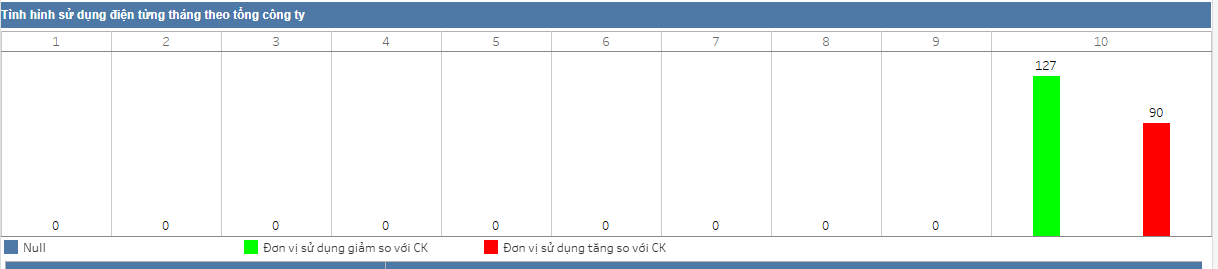 Tình hình sử dụng điện từng tháng theo tổng công ty
1 2 3 4 5 6 7 8 9 10
127
90
0 0 0 0 0 0 0 0 0
Null Đơn vị sử dụng giảm so với CK Đơn vị sử dụng tăng so với CK